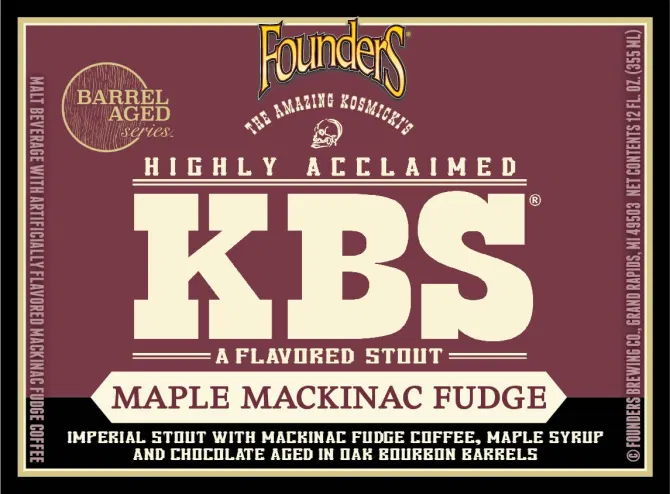 FOUNDERS®
THE AMAZING KOSMICKI'S
BARREL
AGED
series.
HIGHLY ACCLAIMED
KBS®
A FLAVORED STOUT
MAPLE MACKINAC FUDGE
IMPERIAL STOUT WITH MACKINAC FUDGE COFFEE, MAPLE SYRUP
AND CHOCOLATE AGED IN OAK BOURBON BARRELS
MALT BEVERAGE WITH ARTIFICIALLY FLAVORED MACKINAC FUDGE COFFEE
© FOUNDERS BREWING CO., GRAND RAPIDS, MI 49503 NET CONTENTS 12 FL. OZ. (355 ML)